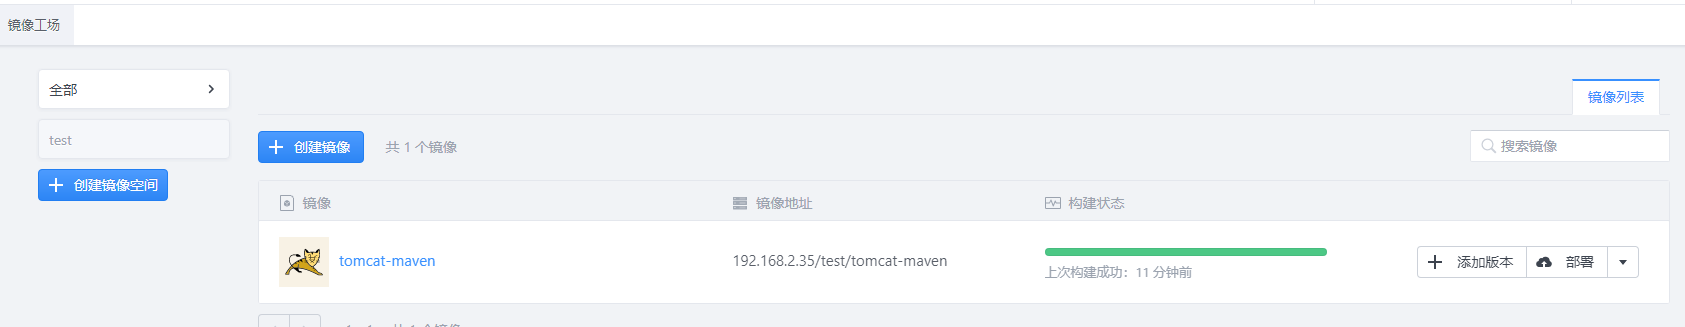 镜像工场
全部
test
创建镜像空间
镜像列表
创建镜像 共 1 个镜像 搜索镜像
镜像 镜像地址 构建状态
tomcat-maven 192.168.2.35/test/tomcat-maven 上次构建成功：11 分钟前 添加版本 部署